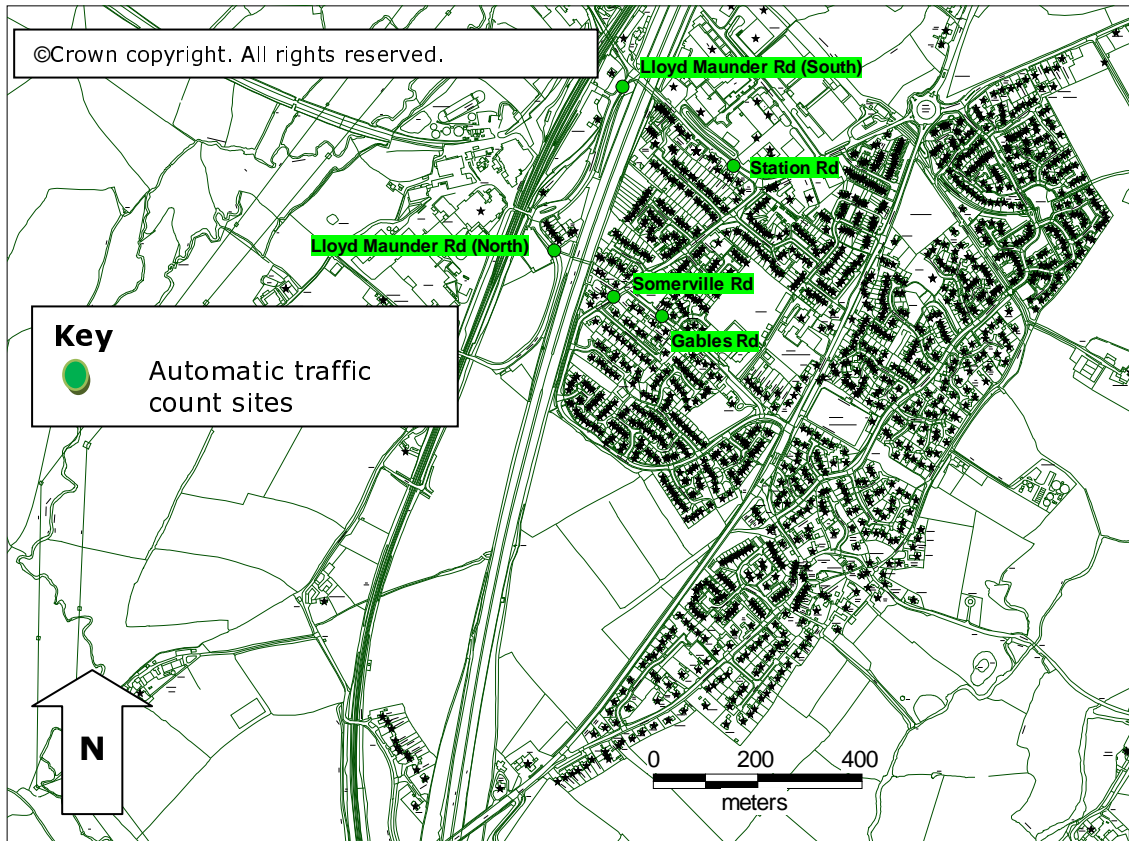 ©Crown copyright. All rights reserved.
Lloyd Maunder Rd (South)
Station Rd
Lloyd Maunder Rd (North)
Somerville Rd
Gables Rd
Key
Automatic traffic
count sites
N
0 200 400
meters